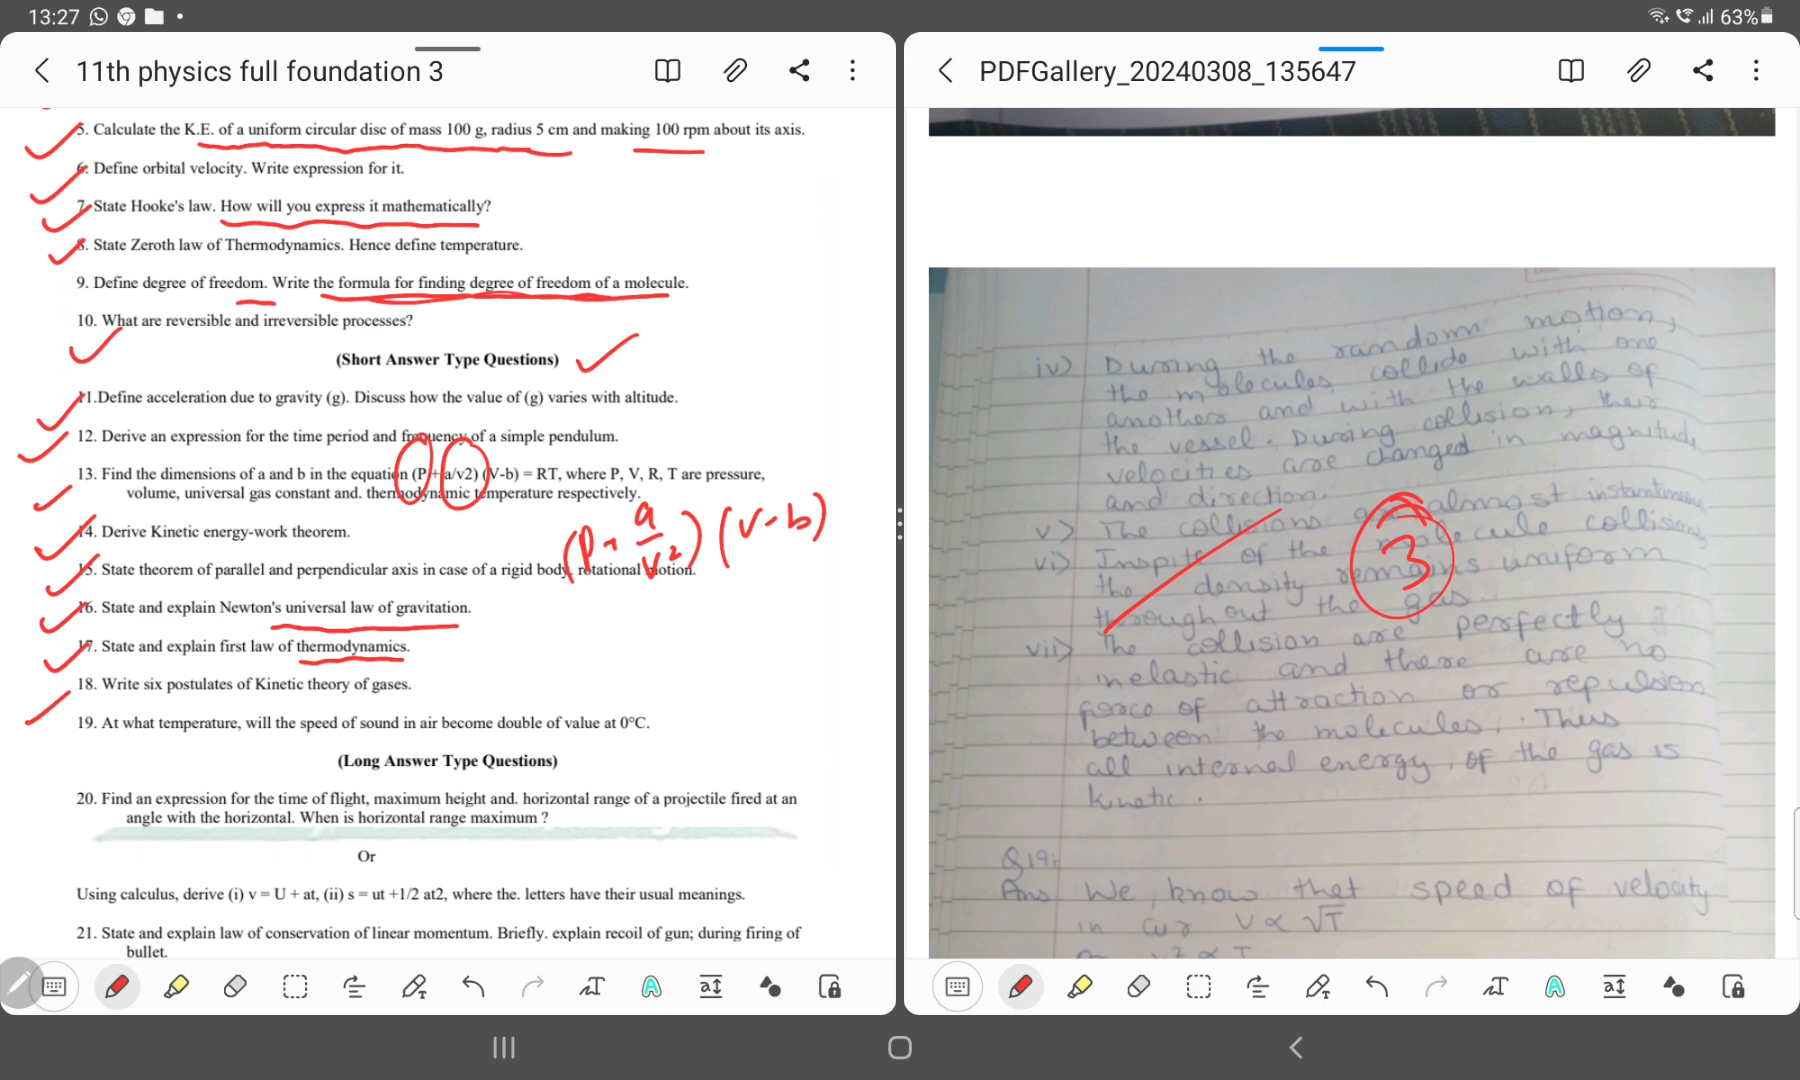 13:27
63%
11th physics full foundation 3
5. Calculate the K.E. of a uniform circular disc of mass 100 g, radius 5 cm and making 100 rpm about its axis.
6. Define orbital velocity. Write expression for it.
7. State Hooke's law. How will you express it mathematically?
8. State Zeroth law of Thermodynamics. Hence define temperature.
9. Define degree of freedom. Write the formula for finding degree of freedom of a molecule.
10. What are reversible and irreversible processes?
(Short Answer Type Questions)
11.Define acceleration due to gravity (g). Discuss how the value of (g) varies with altitude.
12. Derive an expression for the time period and frequency of a simple pendulum.
13. Find the dimensions of a and b in the equation (P + a/v2) (V-b) = RT, where P, V, R, T are pressure,
volume, universal gas constant and. thermodynamic temperature respectively.
(P + a/V²) (V-b)
14. Derive Kinetic energy-work theorem.
15. State theorem of parallel and perpendicular axis in case of a rigid body, rotational motion.
16. State and explain Newton's universal law of gravitation.
17. State and explain first law of thermodynamics.
18. Write six postulates of Kinetic theory of gases.
19. At what temperature, will the speed of sound in air become double of value at 0°C.
(Long Answer Type Questions)
20. Find an expression for the time of flight, maximum height and. horizontal range of a projectile fired at an
angle with the horizontal. When is horizontal range maximum ?
Or
Using calculus, derive (i) v = U + at, (ii) s = ut +1/2 at2, where the. letters have their usual meanings.
21. State and explain law of conservation of linear momentum. Briefly. explain recoil of gun; during firing of
bullet.
PDFGallery_20240308_135647
iv) During the random motion,
the molecules collide with one
another and with the walls of
the vessel. During collision, their
velocities are changed in magnitude
and direction.
v) The collisions are almost instantaneous
vi) Inspite of the molecule collisions
the density remains uniform
throughout the gas.
3
vii) The collision are perfectly
inelastic and there are no
force of attraction or repulsion
between the molecules. Thus
all internal energy of the gas is
kinetic.
Q19.
Ans We know that speed of velocity
in air V ∝ √T
v² ∝ T